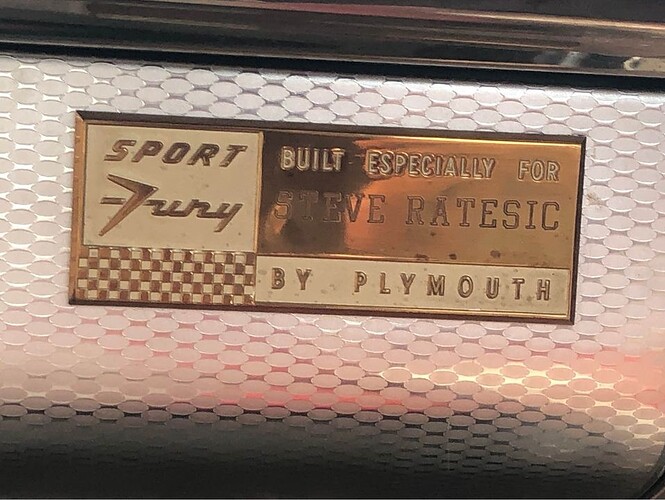 SPORT
Fury
BUILT ESPECIALLY FOR
STEVE RATESIC
BY PLYMOUTH